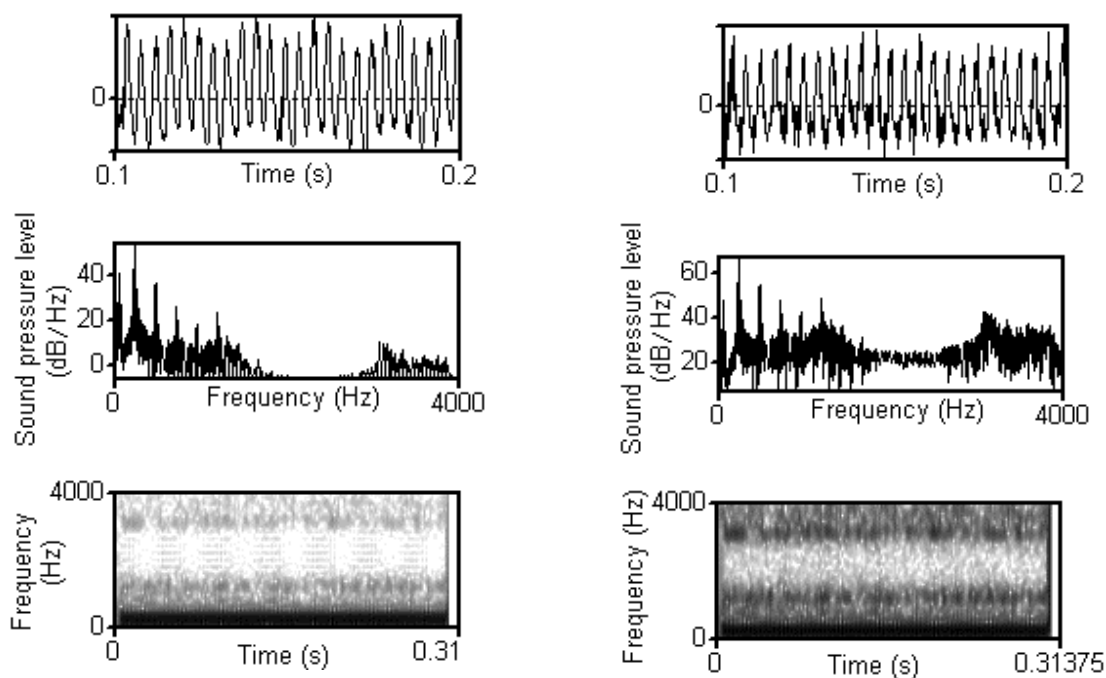 0
0.1
Time (s)
0.2
0
0.1
Time (s)
0.2
Sound pressure level
(dB/Hz)
40
20
0
0
Frequency (Hz)
4000
Sound pressure level
(dB/Hz)
60
40
20
0
Frequency (Hz)
4000
Frequency
(Hz)
4000
0
0
Time (s)
0.31
Frequency (Hz)
4000
0
0
Time (s)
0.31375